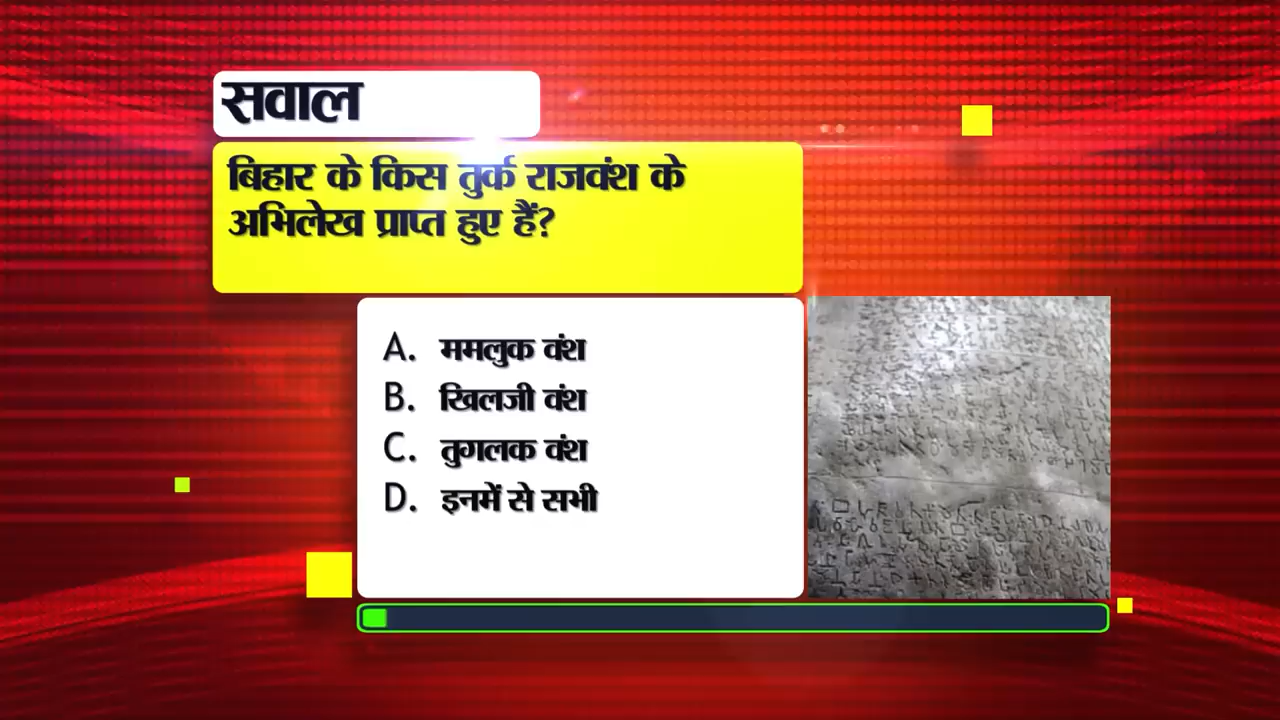 सवाल
बिहार के किस तुर्क राजवंश के
अभिलेख प्राप्त हुए हैं?
A. ममलुक वंश
B. खिलजी वंश
C. तुगलक वंश
D. इनमें से सभी